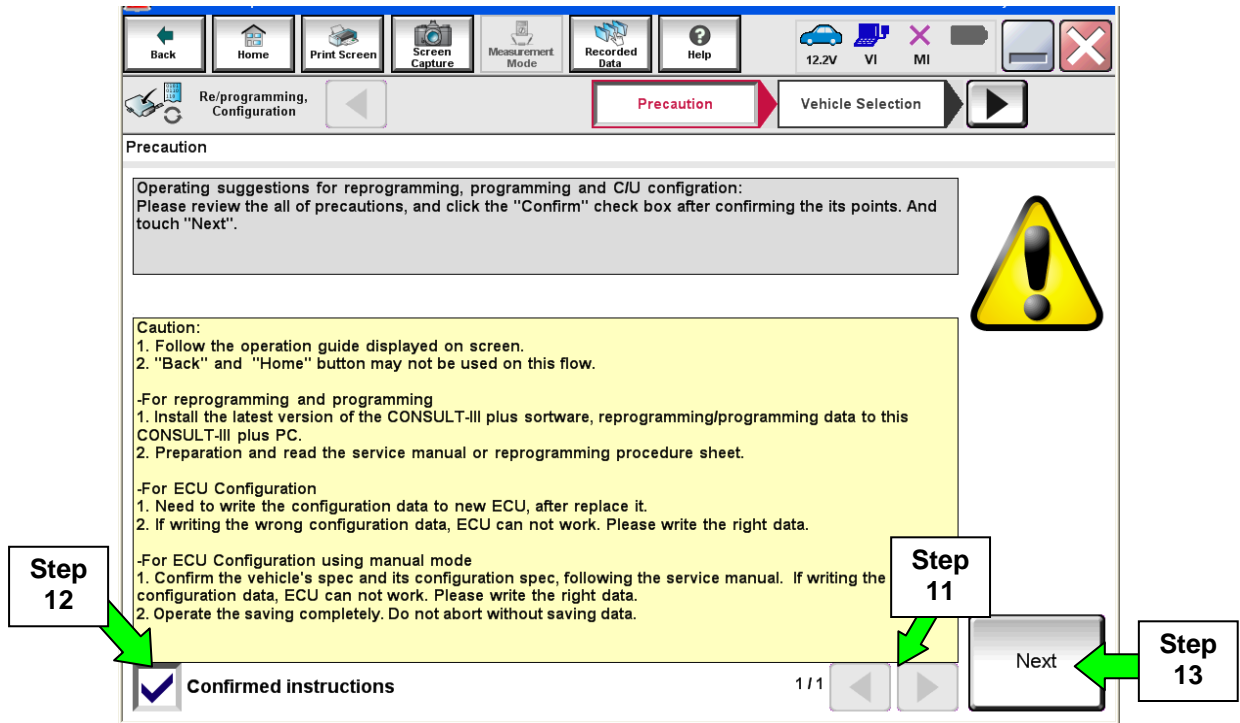 Back
Home
Print Screen
Screen
Capture
Measurement
Mode
Recorded
Data
Help
12.2V
VI
MI
Re/programming,
Configuration
Precaution
Vehicle Selection
Precaution
Operating suggestions for reprogramming, programming and C/U configration:
Please review the all of precautions, and click the "Confirm" check box after confirming the its points. And
touch "Next".
Caution:
1. Follow the operation guide displayed on screen.
2. "Back" and "Home" button may not be used on this flow.
-For reprogramming and programming
1. Install the latest version of the CONSULT-III plus sortware, reprogramming/programming data to this
CONSULT-III plus PC.
2. Preparation and read the service manual or reprogramming procedure sheet.
-For ECU Configuration
1. Need to write the configuration data to new ECU, after replace it.
2. If writing the wrong configuration data, ECU can not work. Please write the right data.
-For ECU Configuration using manual mode
1. Confirm the vehicle's spec and its configuration spec, following the service manual. If writing the
configuration data, ECU can not work. Please write the right data.
2. Operate the saving completely. Do not abort without saving data.
Step
12
Step
11
Confirmed instructions
1/1
Next
Step
13